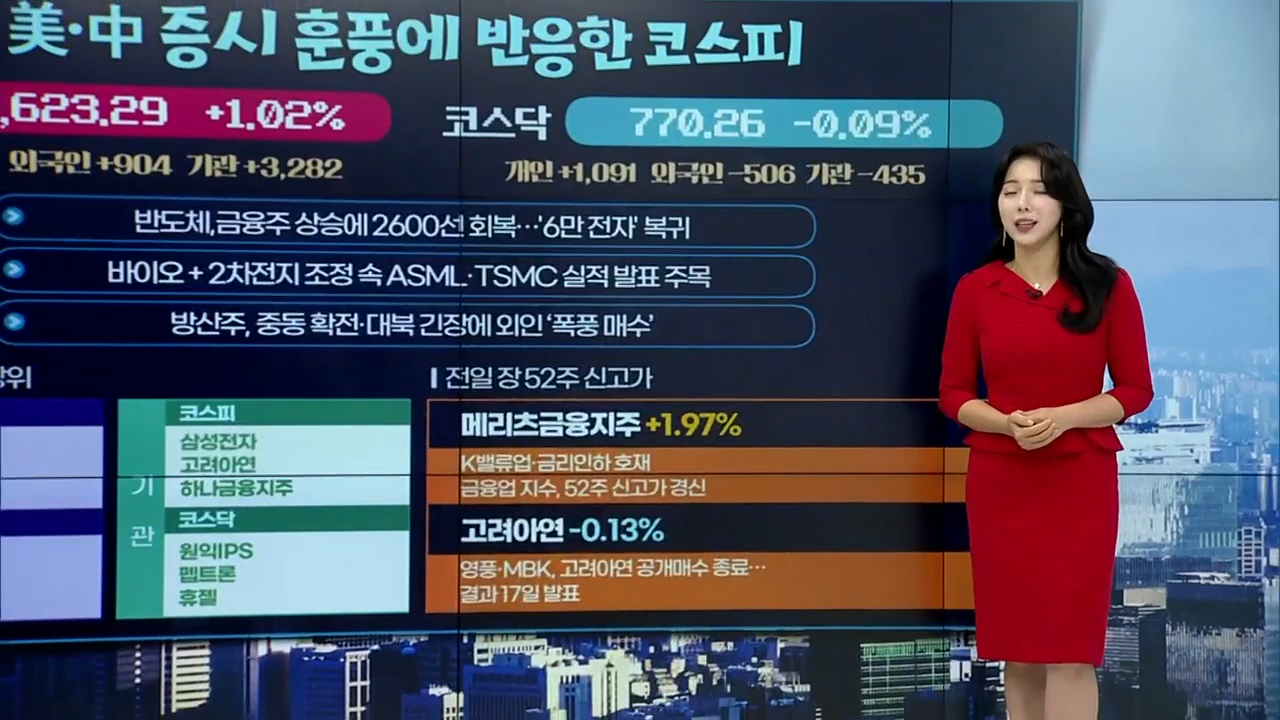 美·中 증시 훈풍에 반응한 코스피
,623.29 +1.02%
코스닥 770.26 -0.09%
외국인 +904 기관 +3,282
개인 +1,091 외국인 -506 기관 -435
반도체,금융주 상승에 2600선 회복…'6만 전자' 복귀
바이오 + 2차전지 조정 속 ASML·TSMC 실적 발표 주목
방산주, 중동 확전·대북 긴장에 외인 '폭풍 매수'
상위
기관
코스피
삼성전자
고려아연
하나금융지주
코스닥
원익IPS
펩트론
휴젤
전일 장 52주 신고가
메리츠금융지주 +1.97%
K밸류업·금리인하 호재
금융업 지수, 52주 신고가 경신
고려아연 -0.13%
영풍·MBK, 고려아연 공개매수 종료…
결과 17일 발표